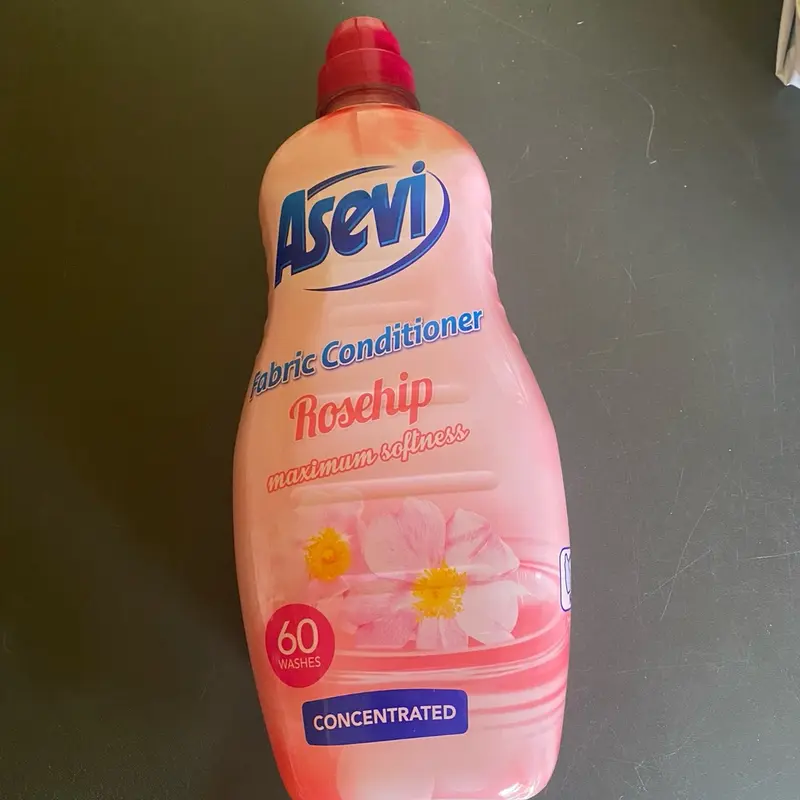 Asevi
Fabric Conditioner
Rosehip
maximum softness
60
WASHES
CONCENTRATED